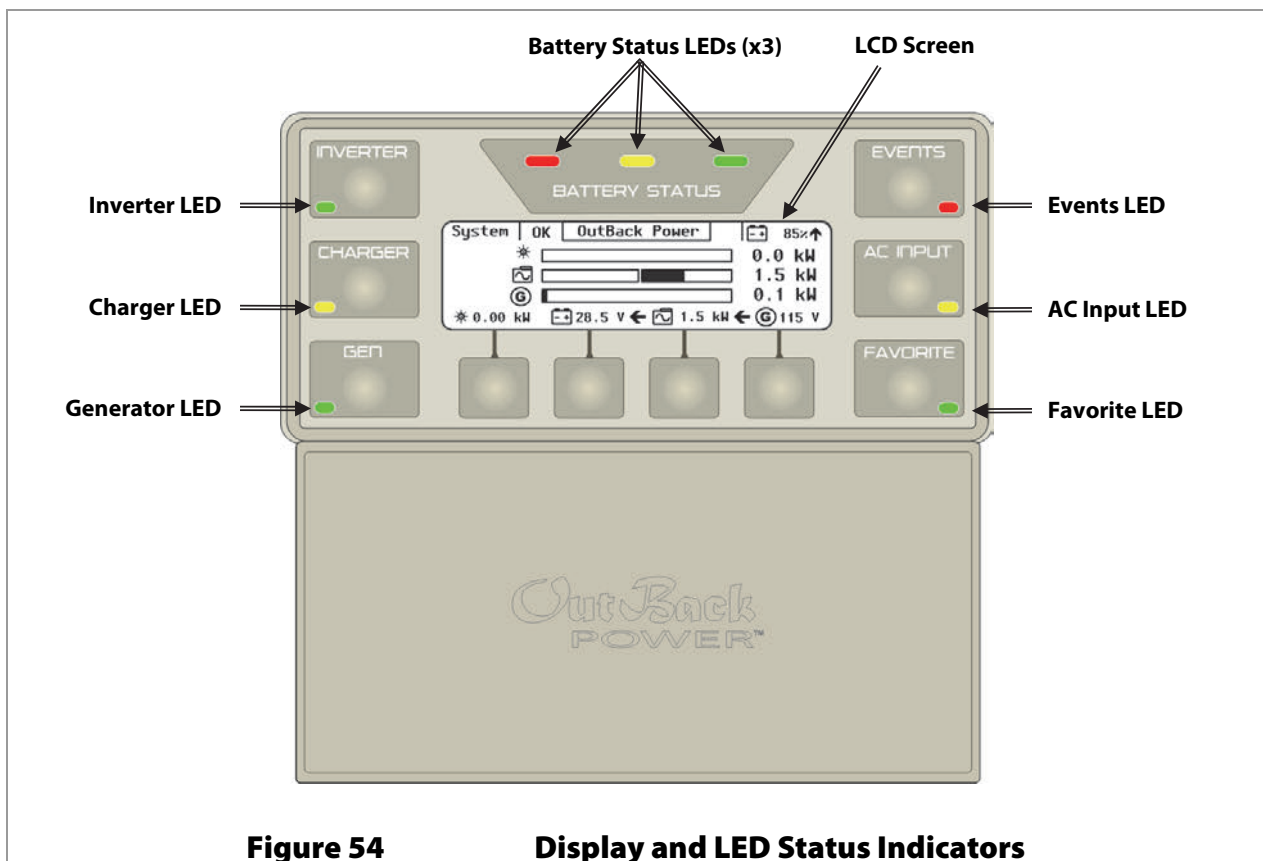 Battery Status LEDs (x3)
LCD Screen
INVERTER
EVENTS
BATTERY STATUS
Inverter LED
Events LED
System OK OutBack Power 85%
0.0 kW
CHARGER
AC INPUT
1.5 kW
Charger LED
AC Input LED
G 0.1 kW
0.00 kW 28.5 V 1.5 kW G 115 V
GEN
FAVORITE
Generator LED
Favorite LED
OutBack
POWER™
Figure 54 Display and LED Status Indicators